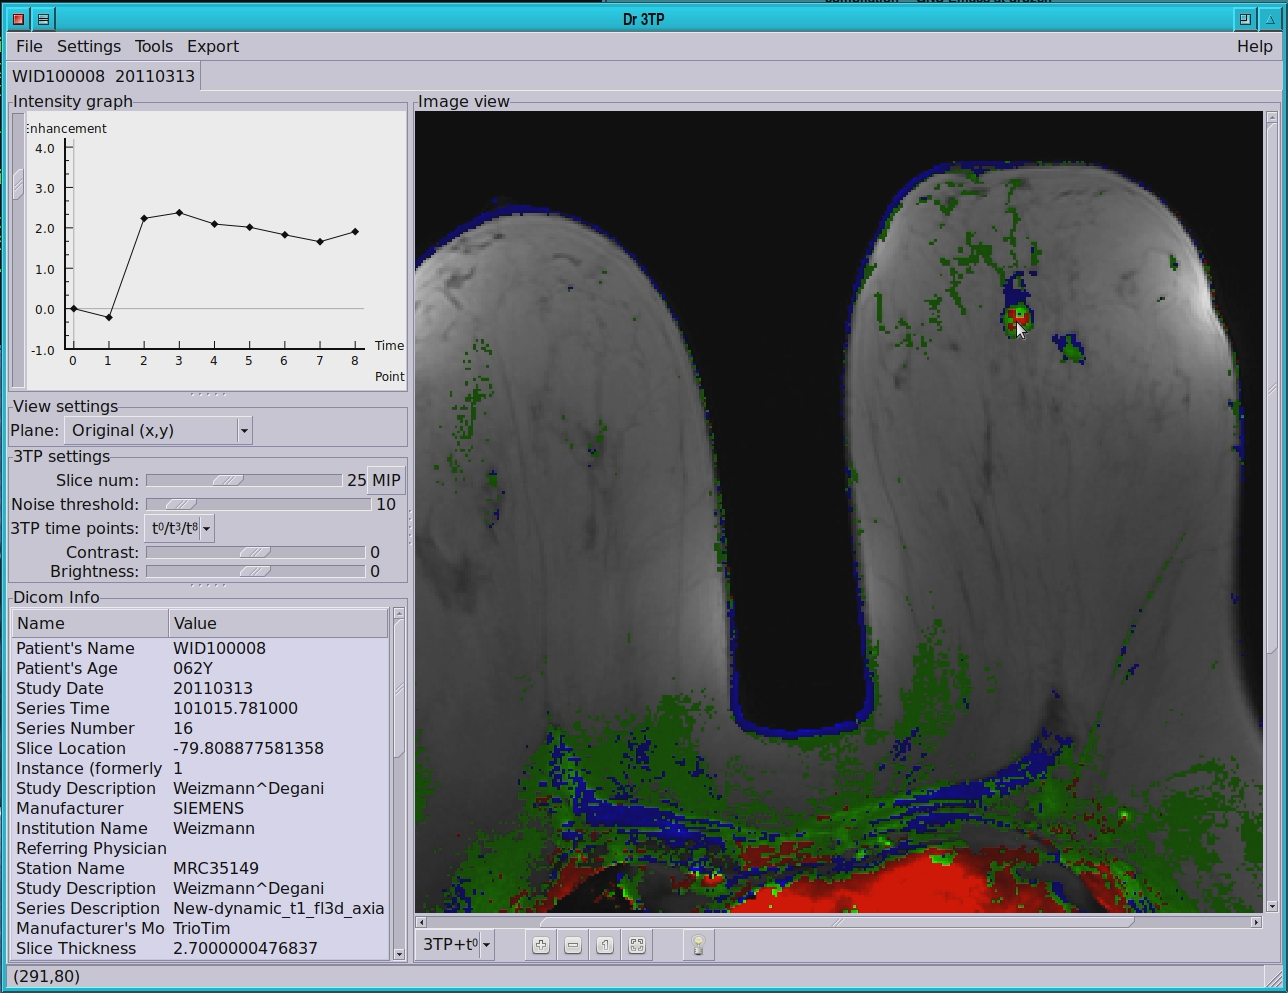 Dr 3TP
File Settings Tools Export Help
WID100008 20110313
Intensity graph
Enhancement
4.0
3.0
2.0
1.0
0.0
-1.0
0 1 2 3 4 5 6 7 8
Time
Point
View settings
Plane: Original (x,y)
3TP settings
Slice num: 25 MIP
Noise threshold: 10
3TP time points: t⁰/t³/t⁸
Contrast: 0
Brightness: 0
Dicom Info
Name Value
Patient's Name WID100008
Patient's Age 062Y
Study Date 20110313
Series Time 101015.781000
Series Number 16
Slice Location -79.808877581358
Instance (formerly 1
Study Description Weizmann^Degani
Manufacturer SIEMENS
Institution Name Weizmann
Referring Physician
Station Name MRC35149
Study Description Weizmann^Degani
Series Description New-dynamic_t1_fl3d_axia
Manufacturer's Mo TrioTim
Slice Thickness 2.7000000476837
Image view
3TP+t⁰
1
(291,80)